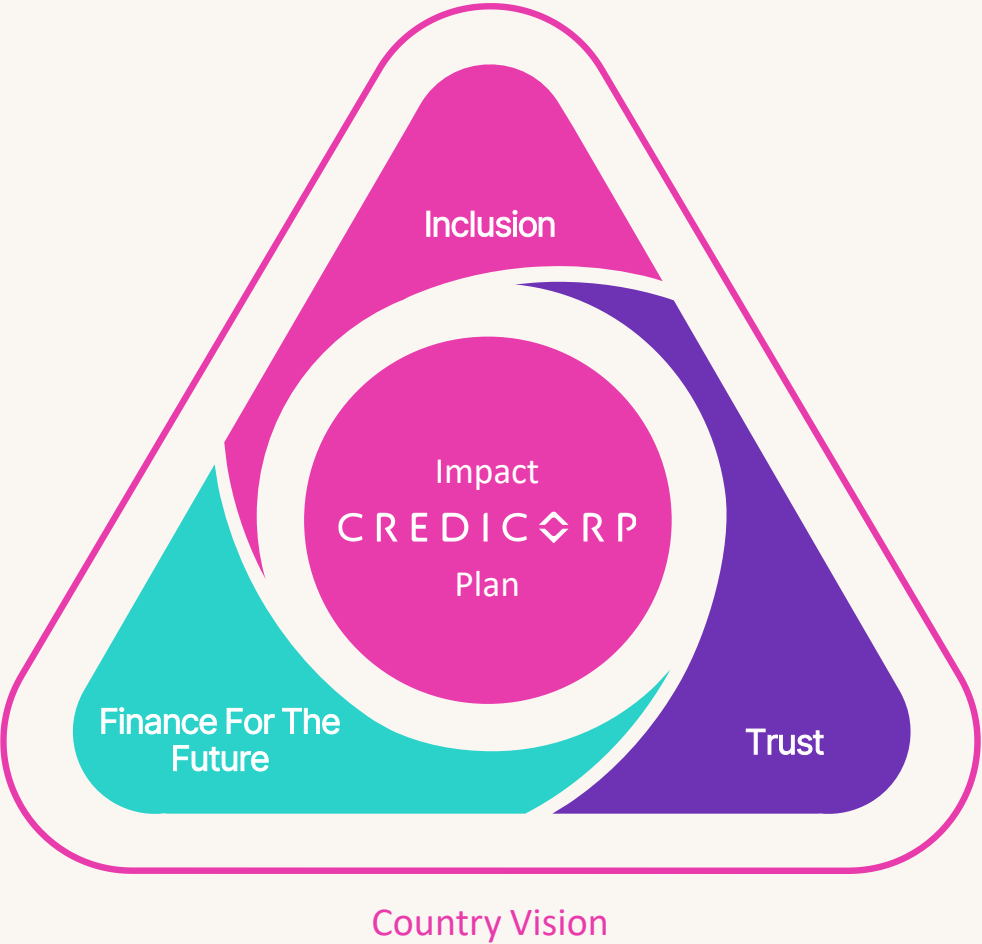 Inclusion
Impact
CREDICORP
Plan
Finance For The
Future
Trust
Country Vision